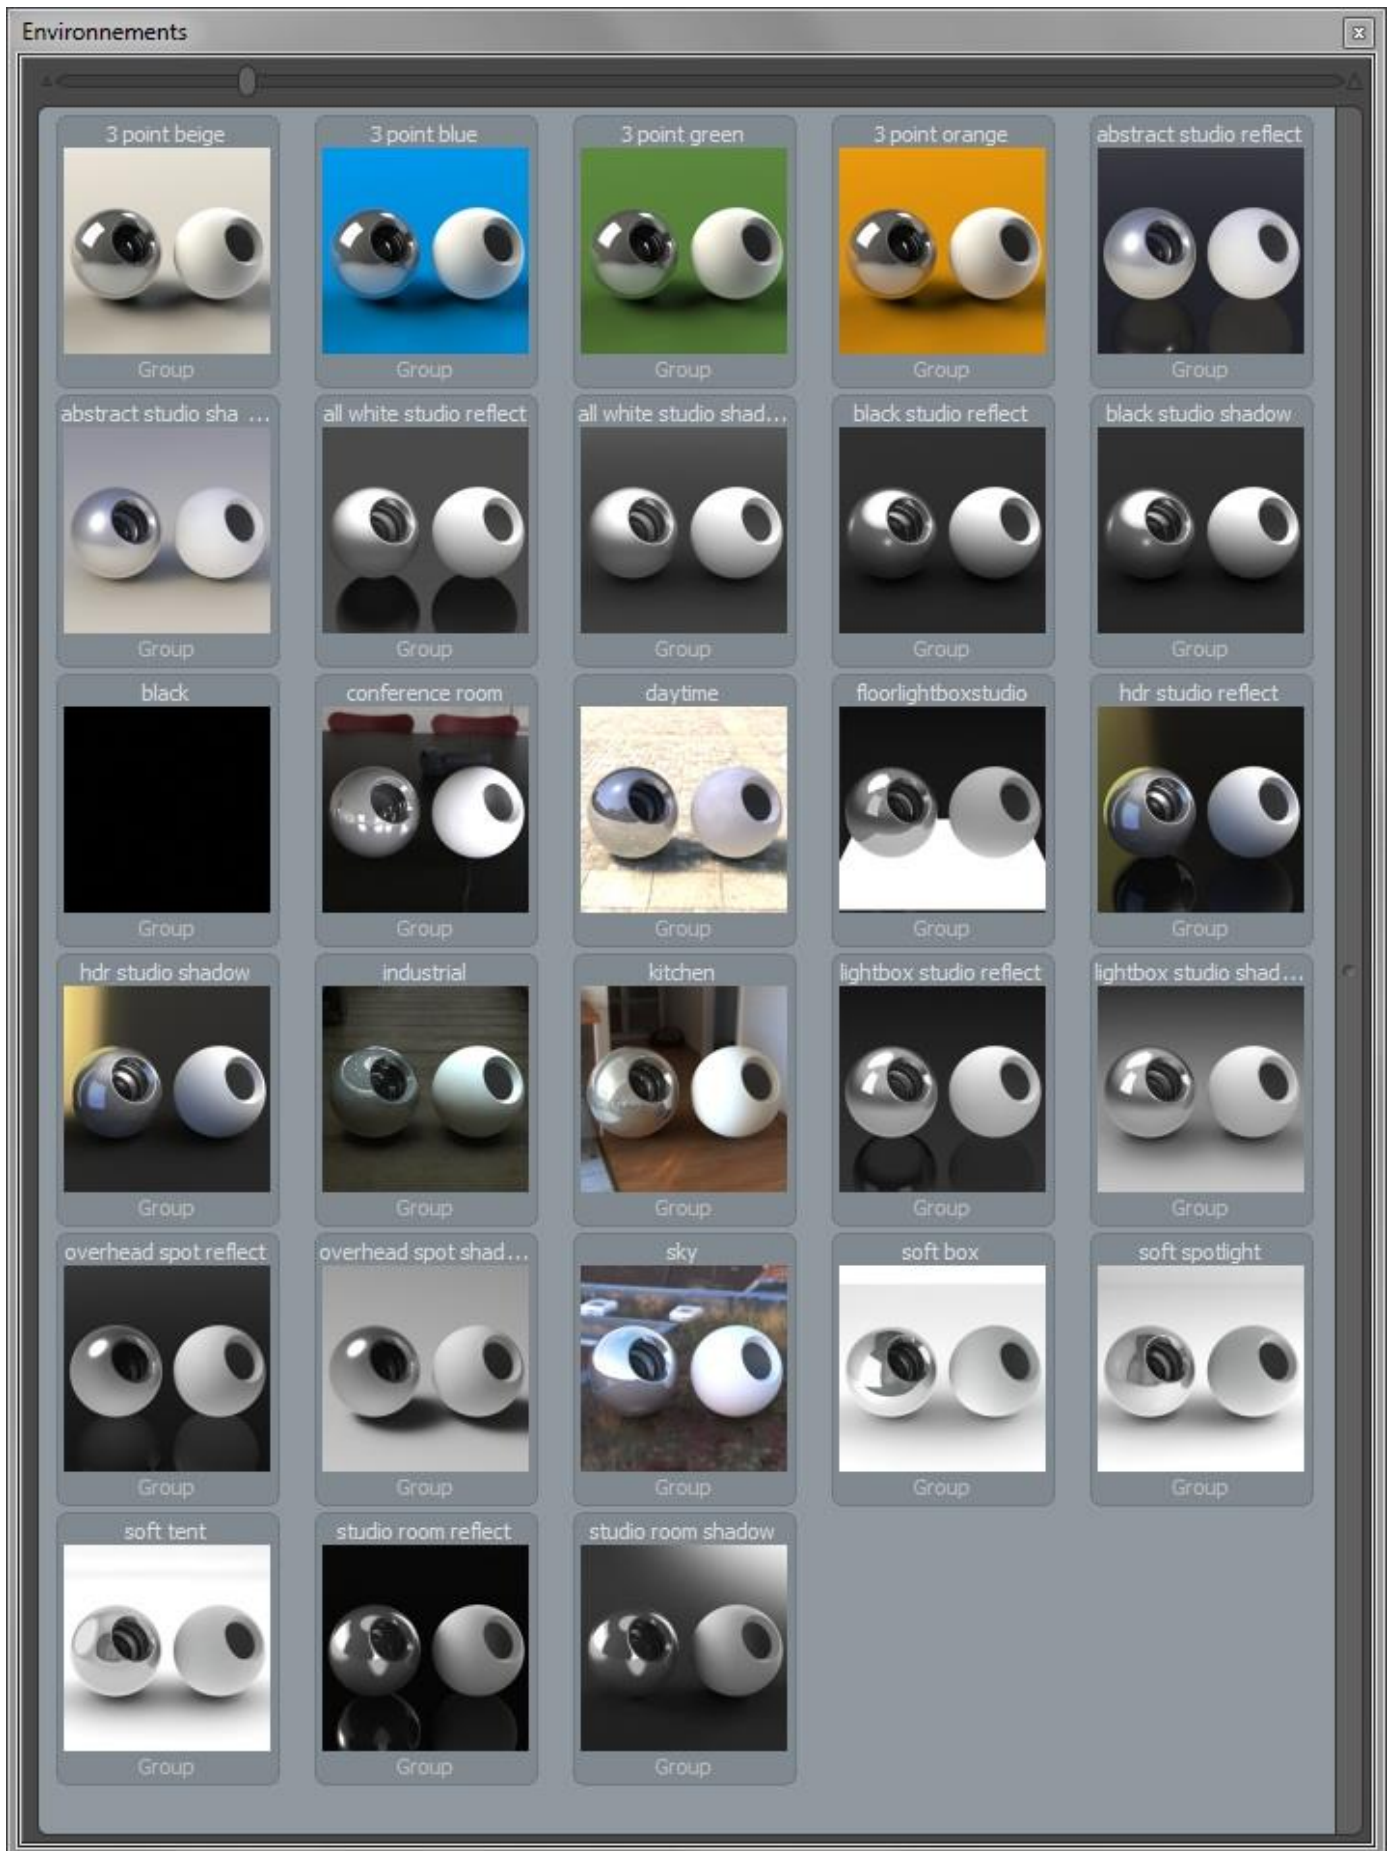 Environnements
3 point beige
3 point blue
3 point green
3 point orange
abstract studio reflect
Group
Group
Group
Group
Group
abstract studio sha ...
all white studio reflect
all white studio shad...
black studio reflect
black studio shadow
Group
Group
Group
Group
Group
black
conference room
daytime
floorlightboxstudio
hdr studio reflect
Group
Group
Group
Group
Group
hdr studio shadow
industrial
kitchen
lightbox studio reflect
lightbox studio shad...
Group
Group
Group
Group
Group
overhead spot reflect
overhead spot shad...
sky
soft box
soft spotlight
Group
Group
Group
Group
Group
soft tent
studio room reflect
studio room shadow
Group
Group
Group